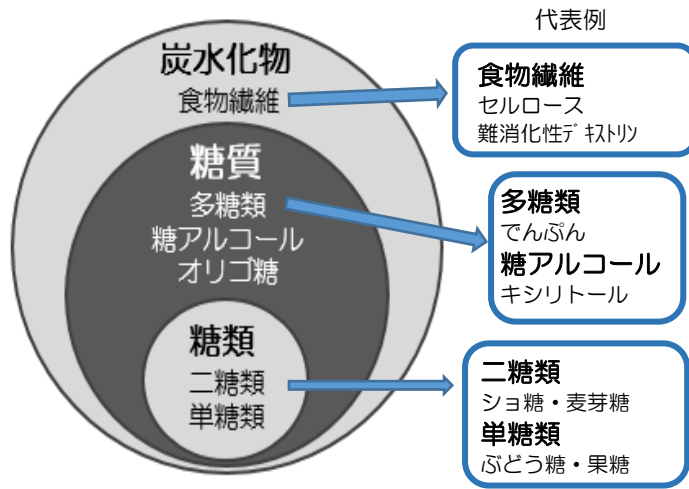 代表例
炭水化物
食物繊維
糖質
多糖類
糖アルコール
オリゴ糖
糖類
二糖類
単糖類
食物繊維
セルロース
難消化性ﾃﾞｷｽﾄﾘﾝ
多糖類
でんぷん
糖アルコール
キシリトール
二糖類
ショ糖・麦芽糖
単糖類
ぶどう糖・果糖